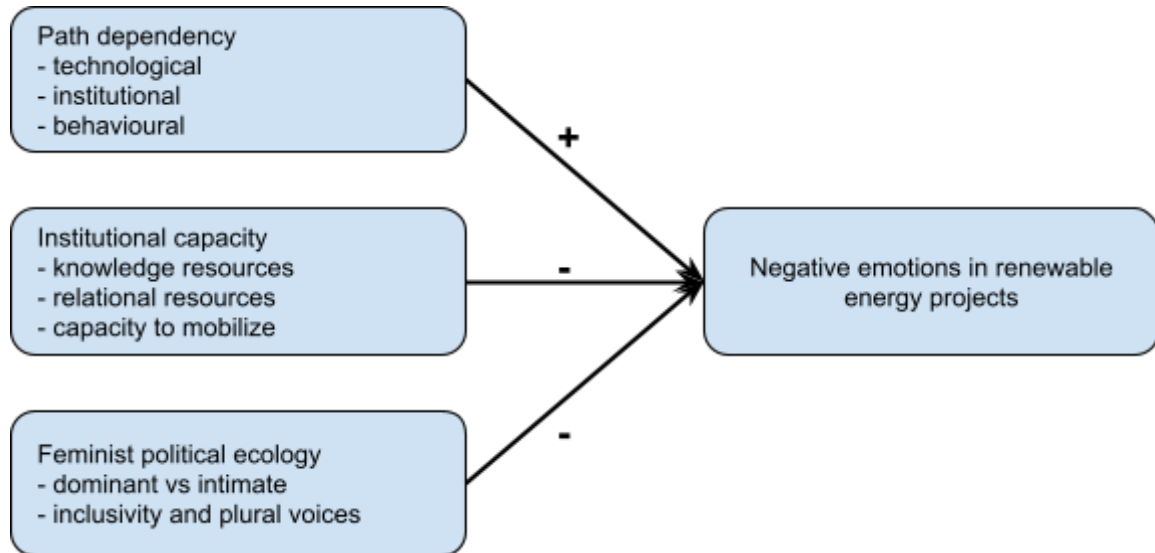 Path dependency
- technological
- institutional
- behavioural
+
Institutional capacity
- knowledge resources
- relational resources
- capacity to mobilize
-
Negative emotions in renewable
energy projects
Feminist political ecology
- dominant vs intimate
- inclusivity and plural voices
-